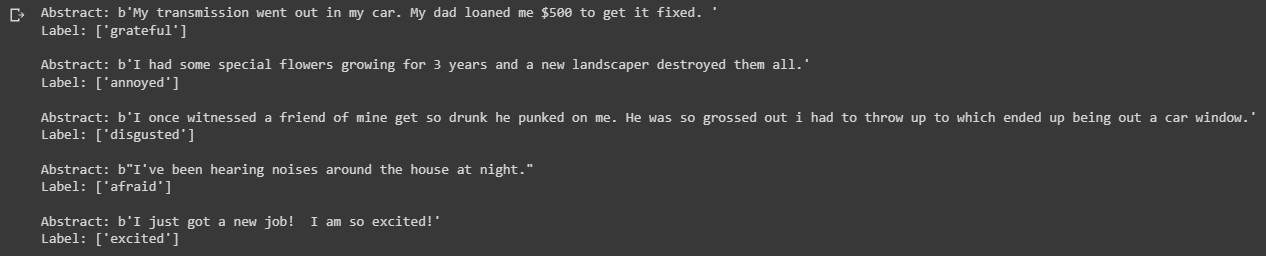 Abstract: b'My transmission went out in my car. My dad loaned me $500 to get it fixed. '
Label: ['grateful']
Abstract: b'I had some special flowers growing for 3 years and a new landscaper destroyed them all.'
Label: ['annoyed']
Abstract: b'I once witnessed a friend of mine get so drunk he punked on me. He was so grossed out i had to throw up to which ended up being out a car window.'
Label: ['disgusted']
Abstract: b"I've been hearing noises around the house at night."
Label: ['afraid']
Abstract: b'I just got a new job!  I am so excited!'
Label: ['excited']